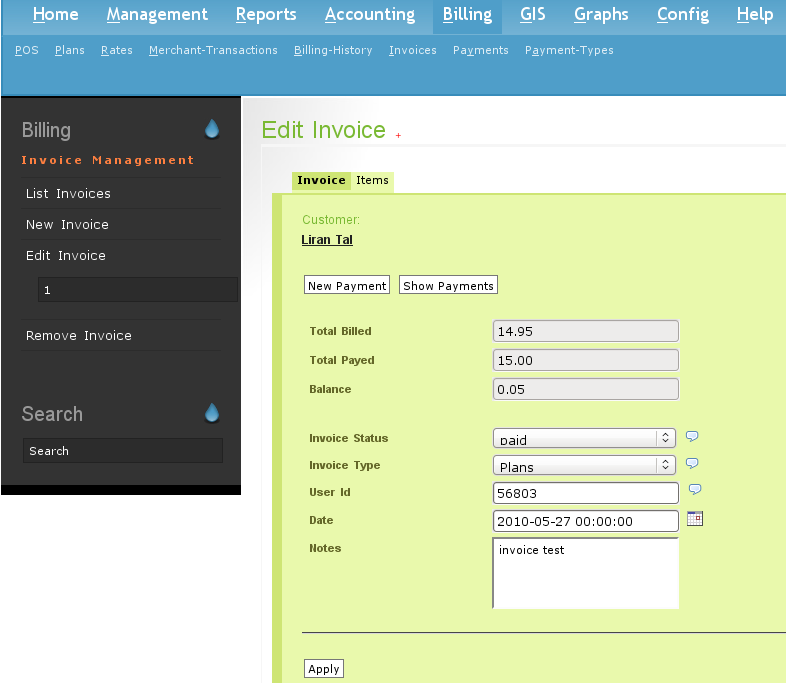 Home Management Reports Accounting Billing GIS Graphs Config Help
POS Plans Rates Merchant-Transactions Billing-History Invoices Payments Payment-Types
Billing
Invoice Management
List Invoices
New Invoice
Edit Invoice
1
Remove Invoice
Search
Search
Edit Invoice +
Invoice Items
Customer:
Liran Tal
New Payment Show Payments
Total Billed 14.95
Total Payed 15.00
Balance 0.05
Invoice Status paid
Invoice Type Plans
User Id 56803
Date 2010-05-27 00:00:00
Notes invoice test
Apply